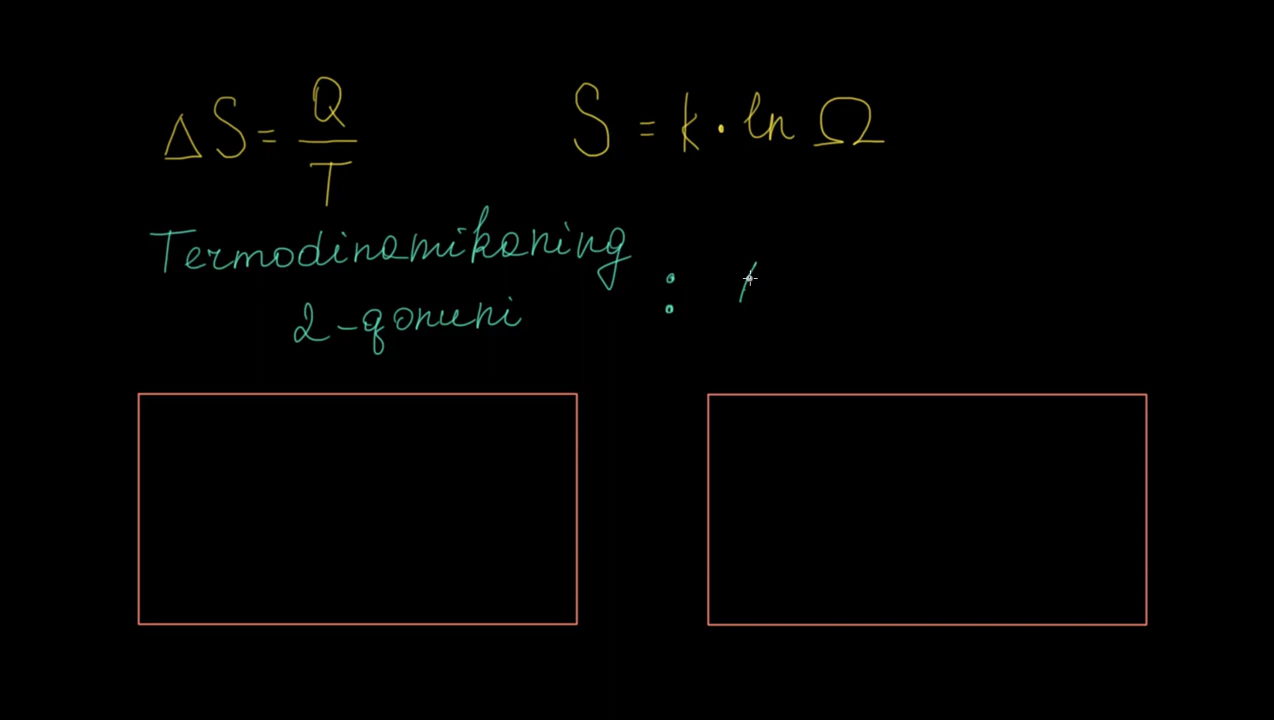 ΔS = Q/T
S = k · ln Ω
Termodinamikaning
2-qonuni :